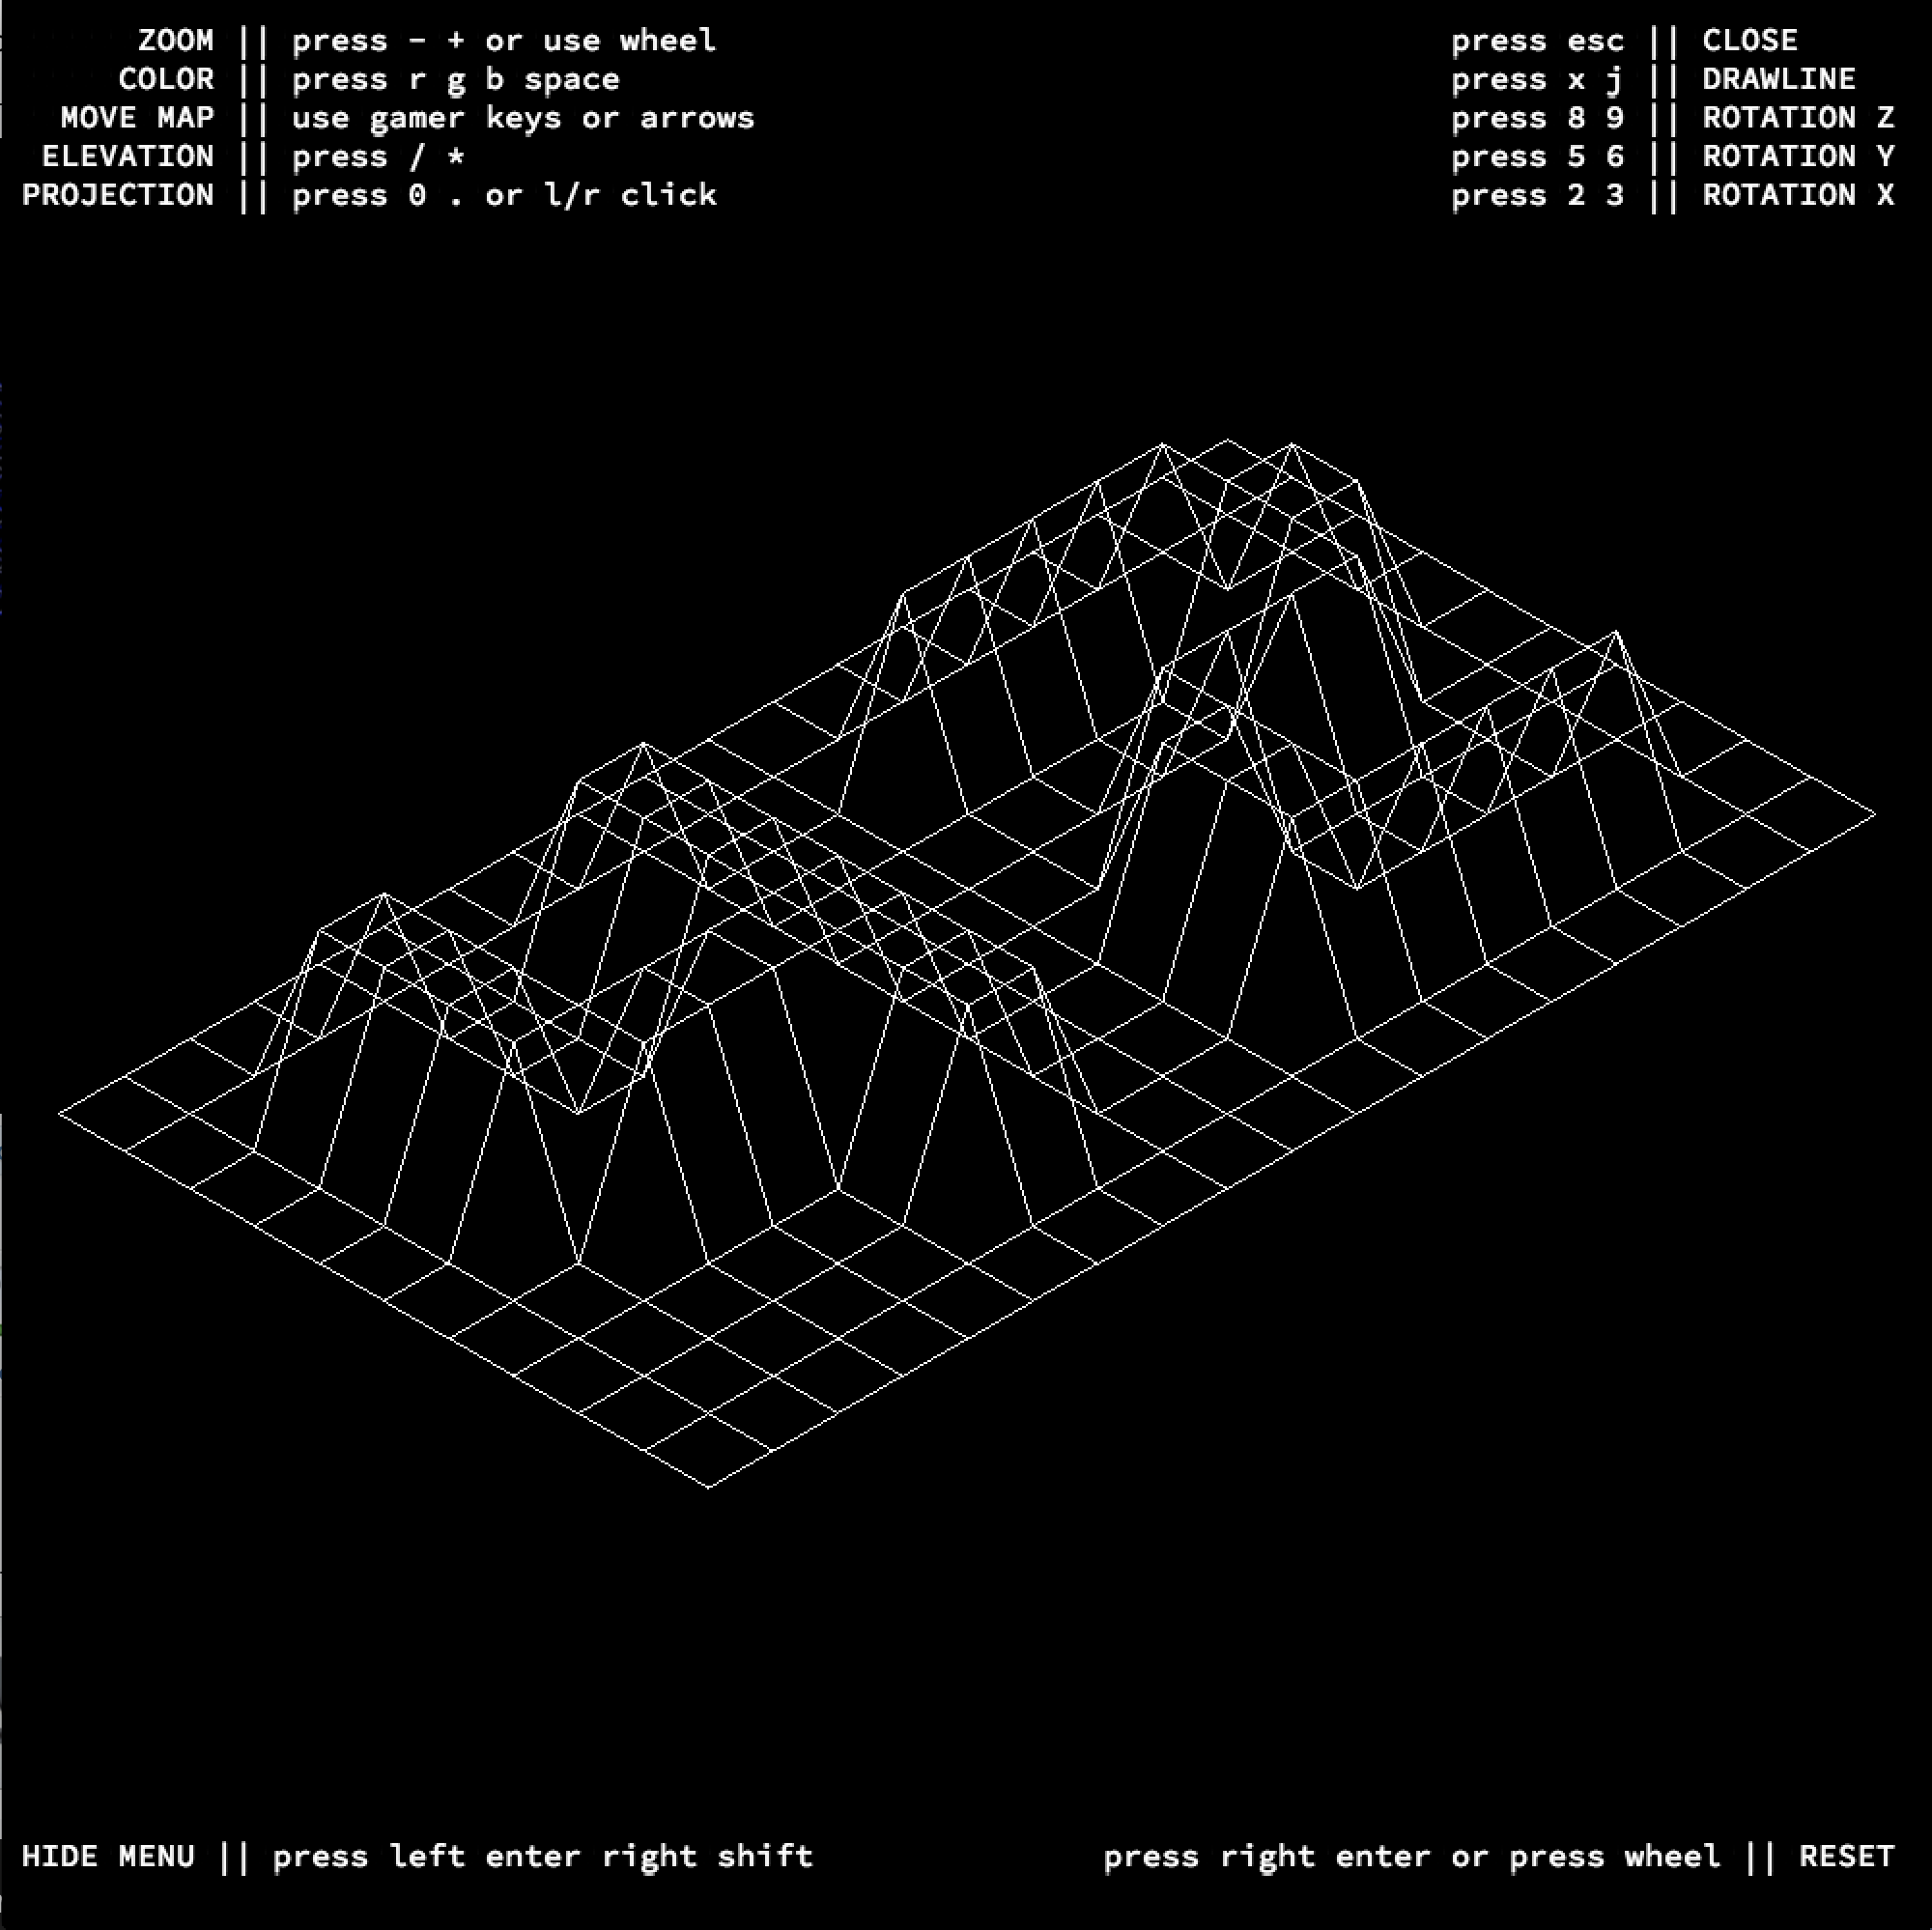 ZOOM || press - + or use wheel
COLOR || press r g b space
MOVE MAP || use gamer keys or arrows
ELEVATION || press / *
PROJECTION || press 0 . or l/r click
press esc || CLOSE
press x j || DRAWLINE
press 8 9 || ROTATION Z
press 5 6 || ROTATION Y
press 2 3 || ROTATION X
HIDE MENU || press left enter right shift
press right enter or press wheel || RESET